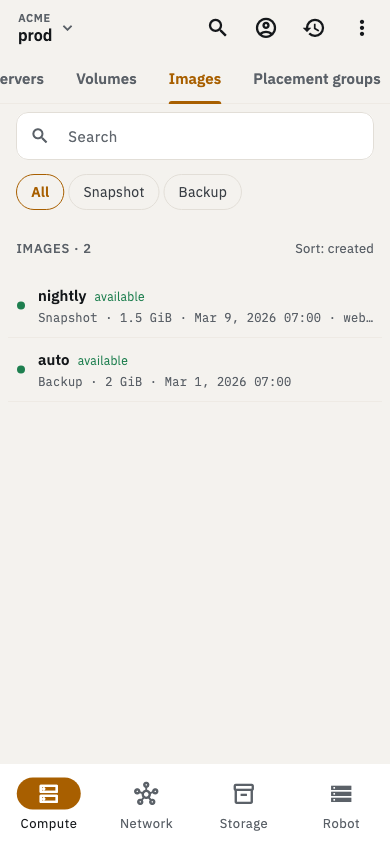 ACME
prod
ervers Volumes Images Placement groups
Search
All Snapshot Backup
IMAGES · 2 Sort: created
nightly available
Snapshot · 1.5 GiB · Mar 9, 2026 07:00 · web…
auto available
Backup · 2 GiB · Mar 1, 2026 07:00
Compute Network Storage Robot